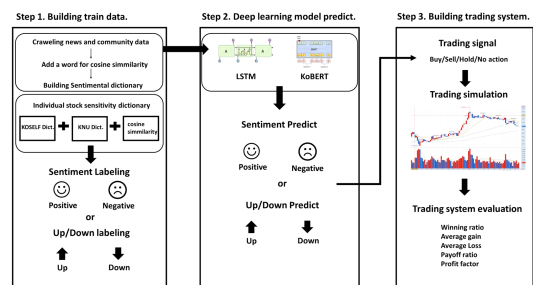 Step 1. Building train data.
Craweling news and community data
Add a word for cosine simmilarity
Building Sentimental dictionary
Individual stock sensitivity dictionary
KOSELF Dict.
KNU Dict.
cosine
simmilarity
Sentiment Labeling
Positive
Negative
or
Up/Down labeling
Up
Down
Step 2. Deep learning model predict.
A
A
LSTM
KoBERT
Sentiment Predict
Positive
Negative
or
Up/Down Predict
Up
Down
Step 3. Building trading system.
Trading signal
Buy/Sell/Hold/No action
Trading simulation
Trading system evaluation
Winning ratio
Average gain
Average Loss
Payoff ratio
Profit factor